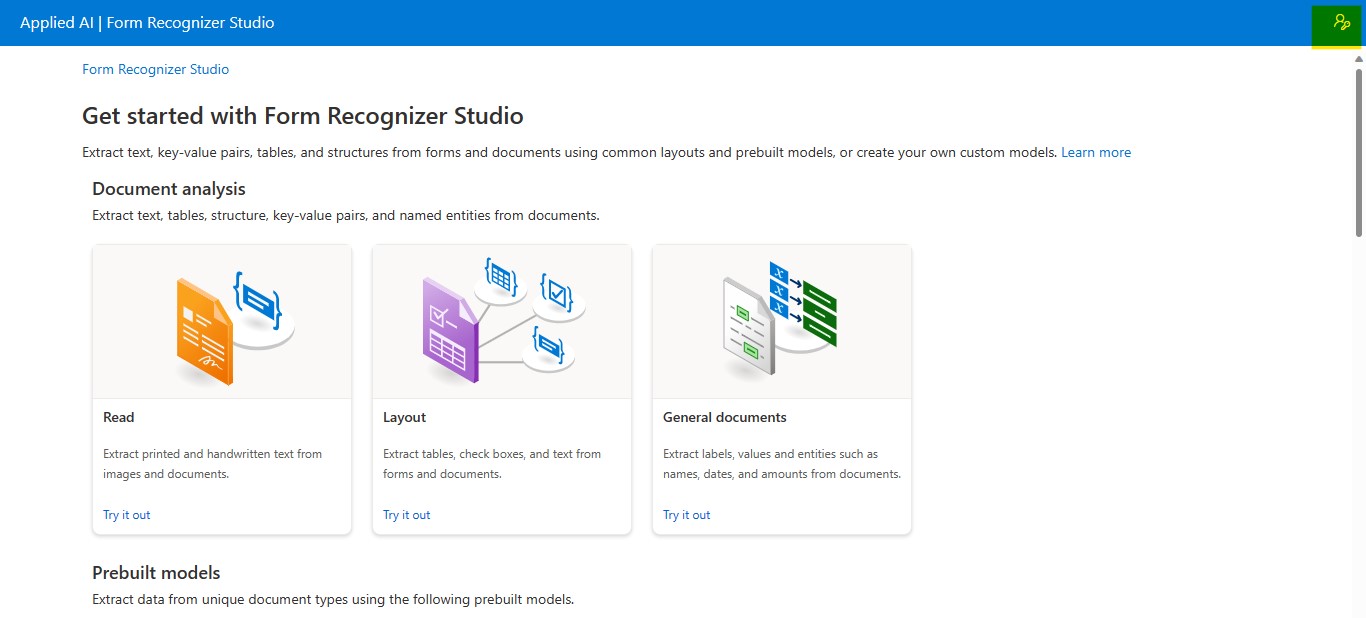 Applied AI | Form Recognizer Studio
Form Recognizer Studio
Get started with Form Recognizer Studio
Extract text, key-value pairs, tables, and structures from forms and documents using common layouts and prebuilt models, or create your own custom models. Learn more
Document analysis
Extract text, tables, structure, key-value pairs, and named entities from documents.
Read
Extract printed and handwritten text from
images and documents.
Try it out
Layout
Extract tables, check boxes, and text from
forms and documents.
Try it out
General documents
Extract labels, values and entities such as
names, dates, and amounts from documents.
Try it out
Prebuilt models
Extract data from unique document types using the following prebuilt models.